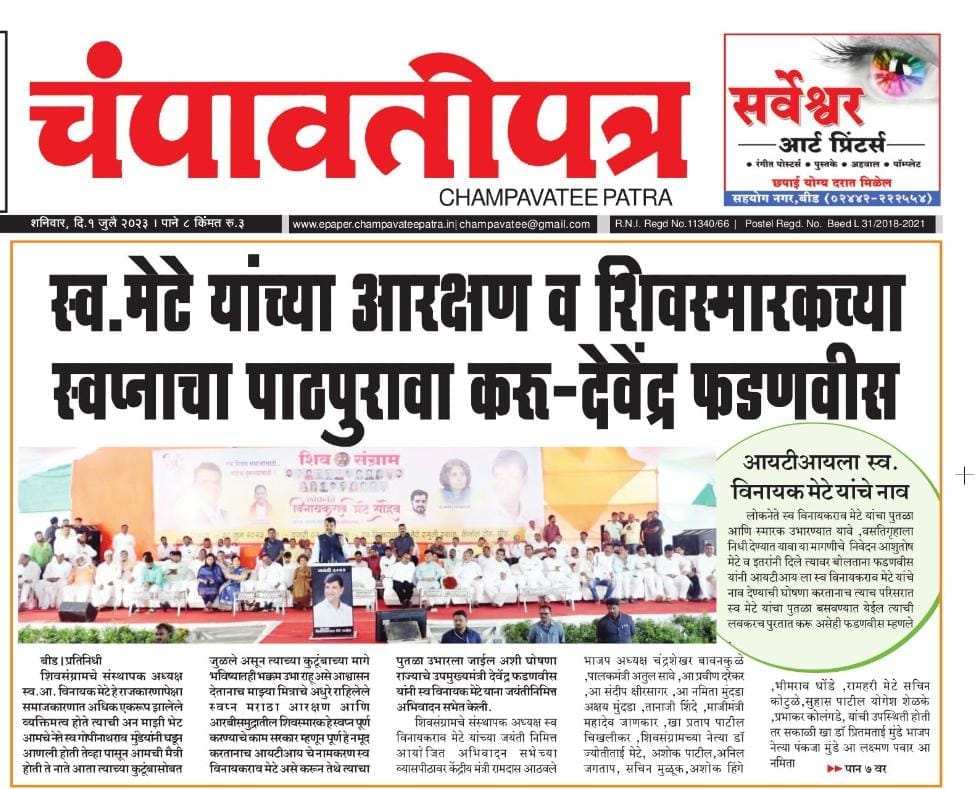 चंपावतीपत्र
CHAMPAVATEE PATRA
सर्वेश्वर
आर्ट प्रिंटर्स
• रंगीत पोस्टर्स • पुस्तके • अहवाल • पॉम्प्लेट
छपाई योग्य दरात मिळेल
सहयोग नगर,बीड (०२४४२-२२२५५४)
शनिवार, दि.१ जुलै २०२३ । पाने ८ किंमत रु.३
www.epaper.champavateepatra.in| champavatee@gmail.com
R.N.I. Regd No.11340/66 | Postel Regd. No. Beed L 31/2018-2021
स्व.मेटे यांच्या आरक्षण व शिवस्मारकच्या
स्वप्नाचा पाठपुरावा करू-देवेंद्र फडणवीस
शिव संग्राम
लोकनेते
विनायकराव मेटे साहेब
आयटीआयला स्व.
विनायक मेटे यांचे नाव
लोकनेते स्व विनायकराव मेटे यांचा पुतळा
आणि स्मारक उभारण्यात यावे ,वसतिगृहाला
निधी देण्यात यावा या मागणीचे निवेदन आशुतोष
मेटे व इतरांनी दिले त्यावर बोलताना फडणवीस
यांनी आयटीआय ला स्व विनायकराव मेटे यांचे
नाव देण्याची घोषणा करतानाच त्याच परिसरात
स्व मेटे यांचा पुतळा बसवण्यात येईल त्याची
लवकरच पुरतात करू असेही फडणवीस म्हणले
.
बीड।प्रतिनिधी
शिवसंग्रामचे संस्थापक अध्यक्ष
स्व.आ. विनायक मेटे हे राजकारणापेक्षा
समाजकारणात अधिक एकरूप झालेले
व्यक्तिमत्व होते त्याची अन माझी भेट
आमचे नेते स्व गोपीनाथराव मुंडेयांनी घडून
आणली होती तेव्हा पासून आमची मैत्री
होती ते नाते आता त्याच्या कुटूंबासोबत
जुळले असून त्याच्या कुटूंबाच्या मागे
भविष्यातही भक्कम उभा राहू असे आश्वासन
देतानाच माझ्या मित्राचे अधुरे राहिलेले
स्वप्न मराठा आरक्षण आणि
आरबीसमुद्रातील शिवस्मारक हे स्वप्न पूर्ण
करण्याचे काम सरकार म्हणून पूर्ण हे नमूद
करतानाच आयटीआय चे नामकरण स्व
विनायकराव मेटे असे करून तेथे त्याचा
पुतळा उभारला जाईल अशी घोषणा
राज्याचे उपमुख्यमंत्री देवेंद्र फडणवीस
यांनी स्व विनायक मेटे याना जयंतीनिमित्त
अभिवादन सभेत केली.
शिवसंग्रामचे संस्थापक अध्यक्ष स्व
विनायकराव मेटे यांच्या जयंती निमित्त
आयोजित अभिवादन सभेच्या
व्यासपीठावर केंद्रीय मंत्री रामदास आठवले
भाजप अध्यक्ष चंद्रशेखर बावनकुळे
,पालकमंत्री अतुल सावे ,आ प्रवीण दरेकर
,आ संदीप क्षीरसागर ,आ नमिता मुंदडा
अक्षय मुंदडा ,तानाजी शिंदे ,माजीमंत्री
महादेव जाणकार ,खा प्रताप पाटील
चिखलीकर ,शिवसंग्रामच्या नेत्या डॉ
ज्योतीताई मेटे, अशोक पाटील,अनिल
जगताप, सचिन मुळूक,अशोक हिंगे
,भीमराव धोंडे ,रामहरी मेटे सचिन
कोटुळे,सुहास पाटील योगेश शेळके
,प्रभाकर कोलंगडे, यांची उपस्थिती होती
तर सकाळी खा डॉ प्रितमताई मुंडे भाजप
नेत्या पंकजा मुंडे आ लक्ष्मण पवार आ
नमिता
▶▶ पान ७ वर